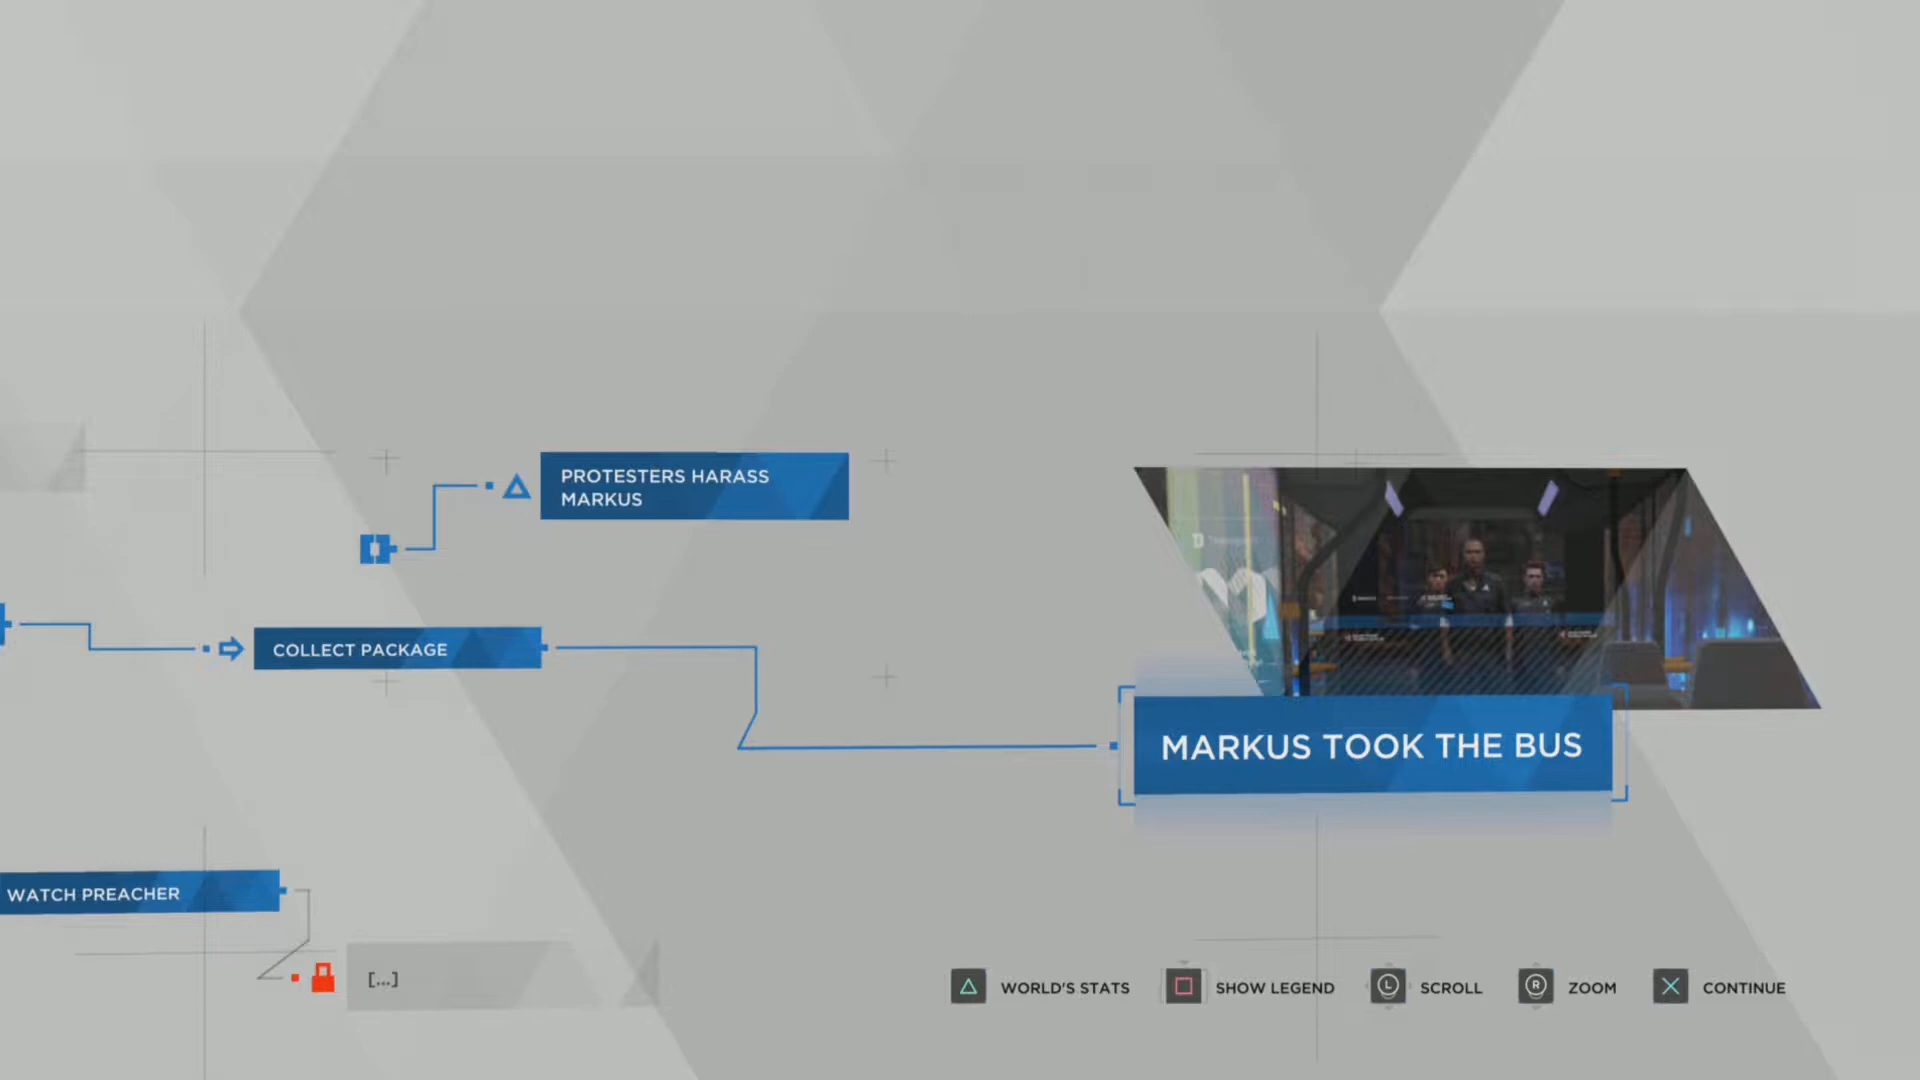 PROTESTERS HARASS
MARKUS
COLLECT PACKAGE
MARKUS TOOK THE BUS
WATCH PREACHER
[...]
WORLD'S STATS
SHOW LEGEND
L
SCROLL
R
ZOOM
CONTINUE